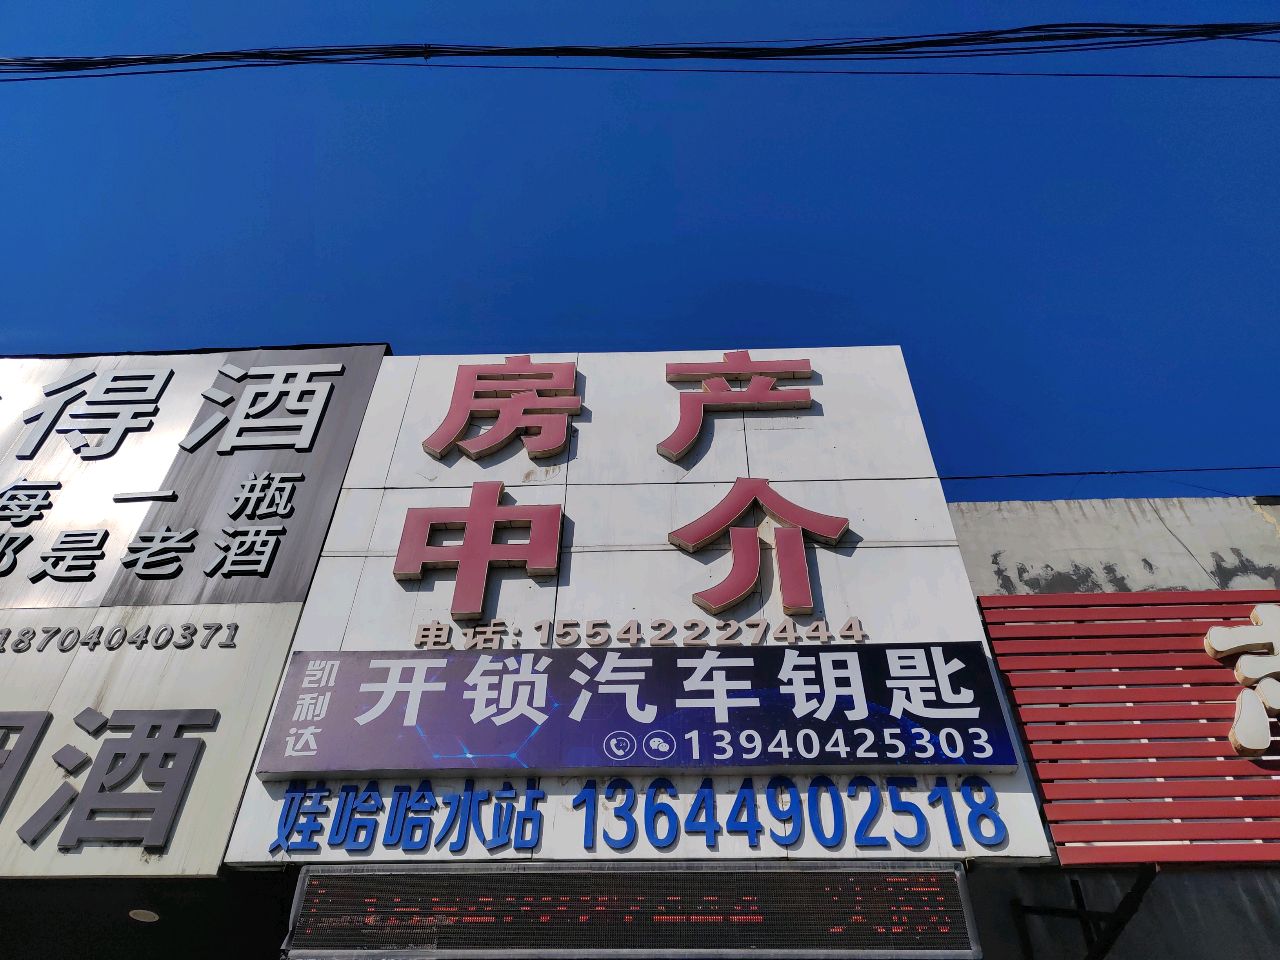 得酒
每一瓶
都是老酒
18704040371
酒
房产
中介
电话:15542227444
凯利达
开锁汽车钥匙
13940425303
娃哈哈水站 13644902518